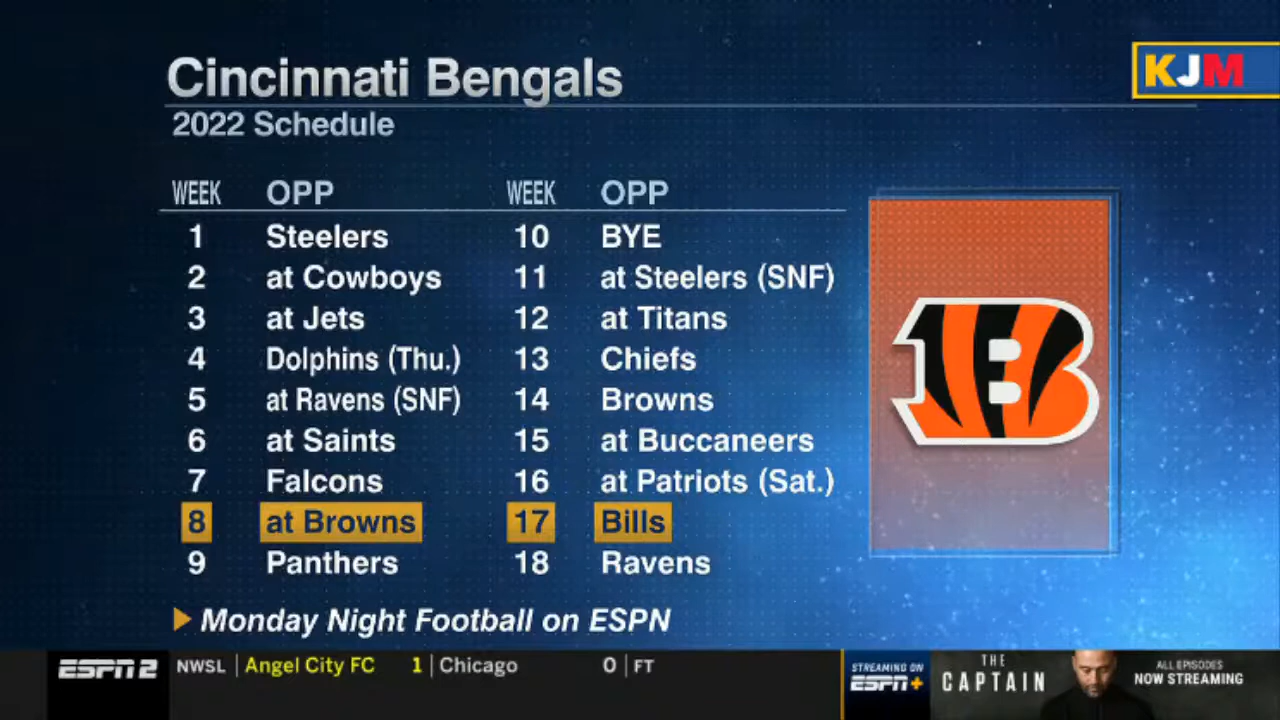 Cincinnati Bengals
KJM
2022 Schedule
WEEK OPP WEEK OPP
1 Steelers 10 BYE
2 at Cowboys 11 at Steelers (SNF)
3 at Jets 12 at Titans
4 Dolphins (Thu.) 13 Chiefs
5 at Ravens (SNF) 14 Browns
6 at Saints 15 at Buccaneers
7 Falcons 16 at Patriots (Sat.)
8 at Browns 17 Bills
9 Panthers 18 Ravens
Monday Night Football on ESPN
ESPN2 NWSL Angel City FC 1 Chicago 0 FT
STREAMING ON
ESPN+
THE
CAPTAIN
ALL EPISODES
NOW STREAMING
B